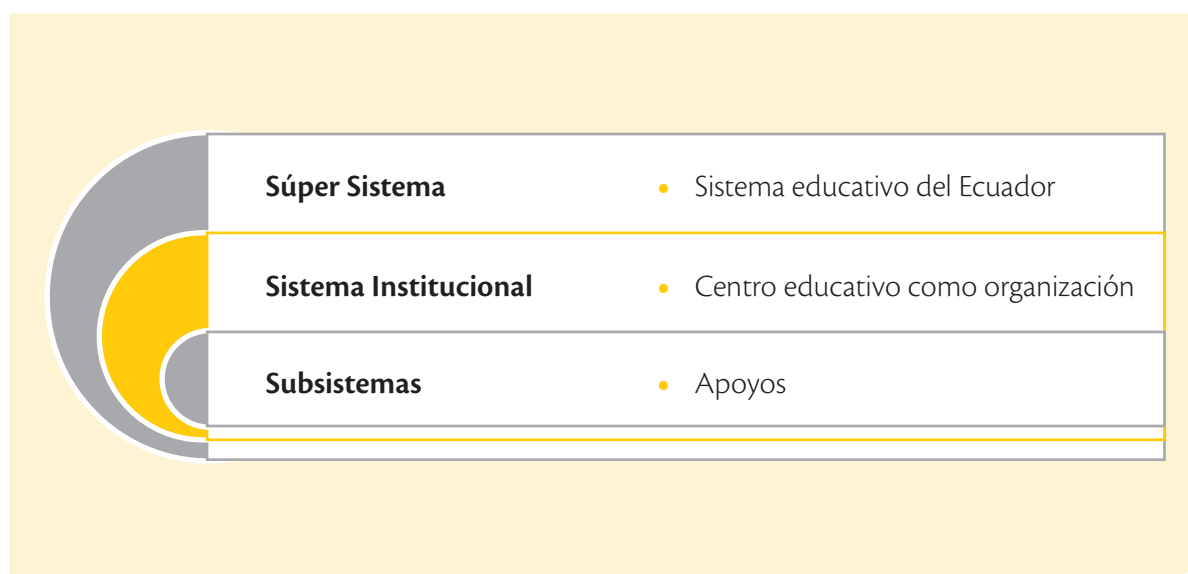 Súper Sistema • Sistema educativo del Ecuador
Sistema Institucional • Centro educativo como organización
Subsistemas • Apoyos